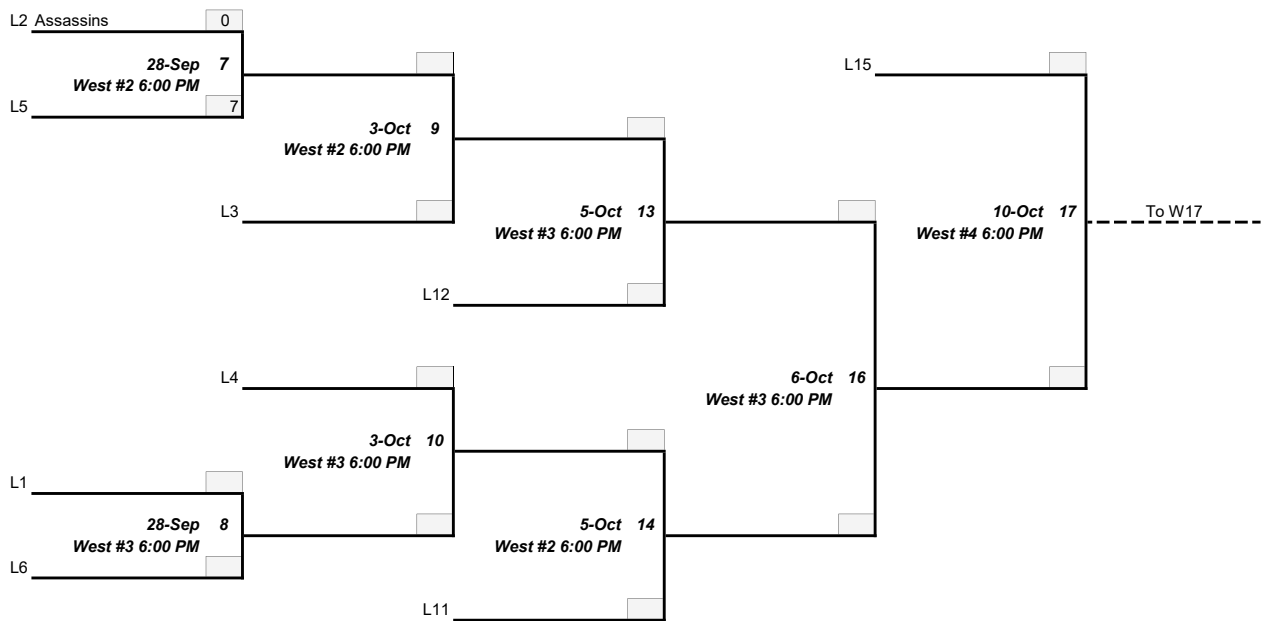 L2 Assassins 0
28-Sep 7
West #2 6:00 PM
L5 7
3-Oct 9
West #2 6:00 PM
L3
5-Oct 13
West #3 6:00 PM
L12
L15
10-Oct 17
West #4 6:00 PM
To W17
6-Oct 16
West #3 6:00 PM
L4
3-Oct 10
West #3 6:00 PM
L1
28-Sep 8
West #3 6:00 PM
L6
5-Oct 14
West #2 6:00 PM
L11